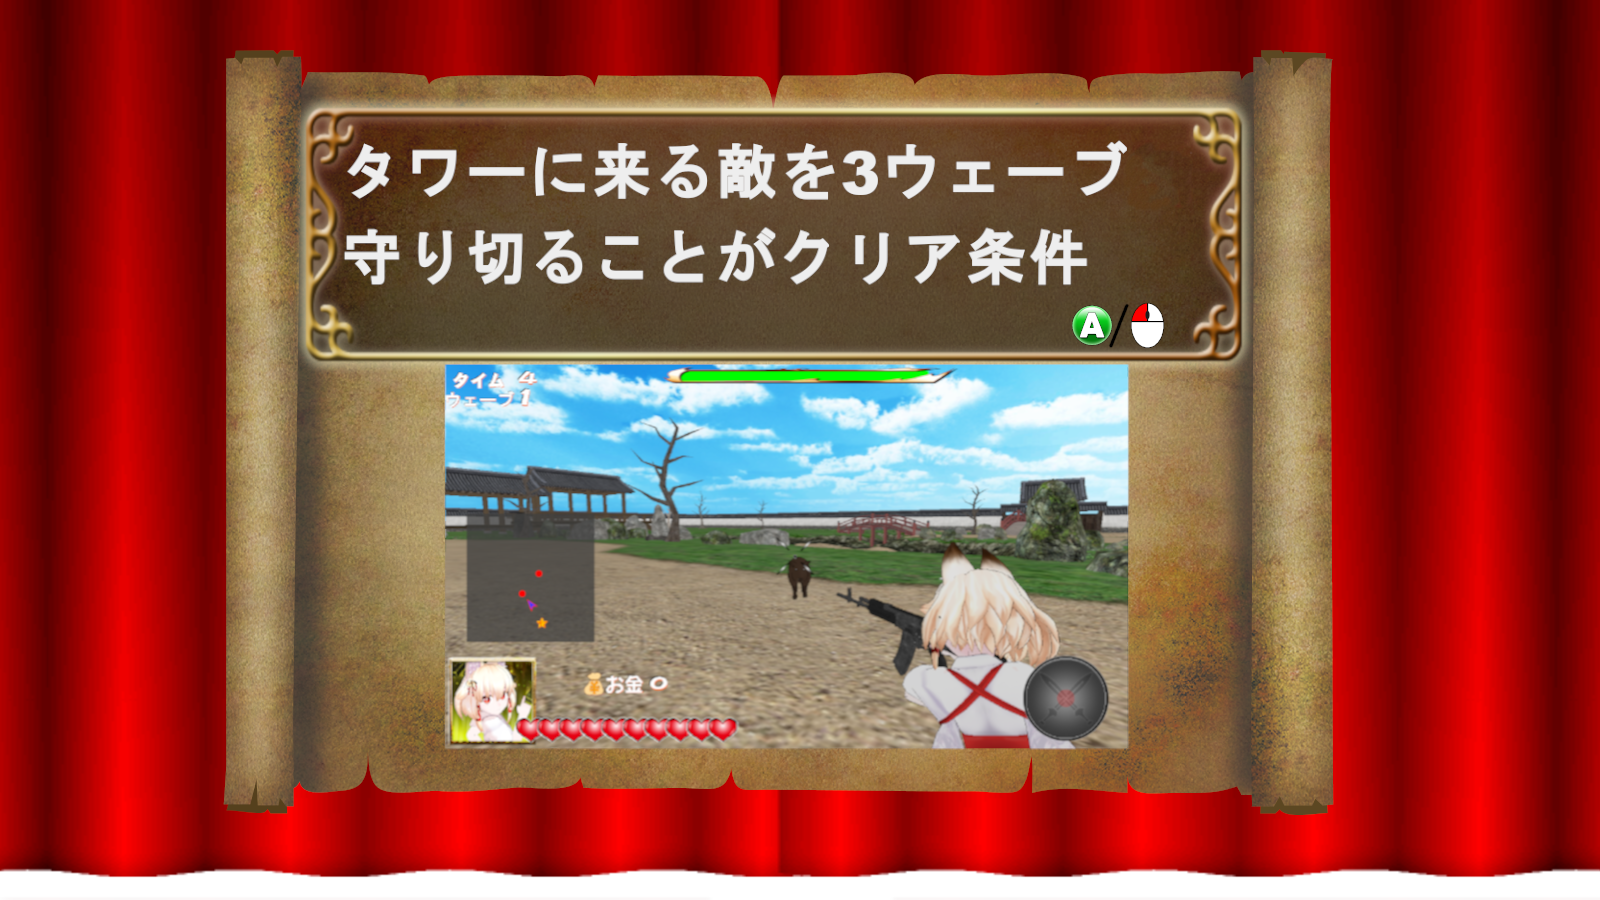 タワーに来る敵を3ウェーブ
守り切ることがクリア条件
A/
タイム 4
ウェーブ 1
お金 0